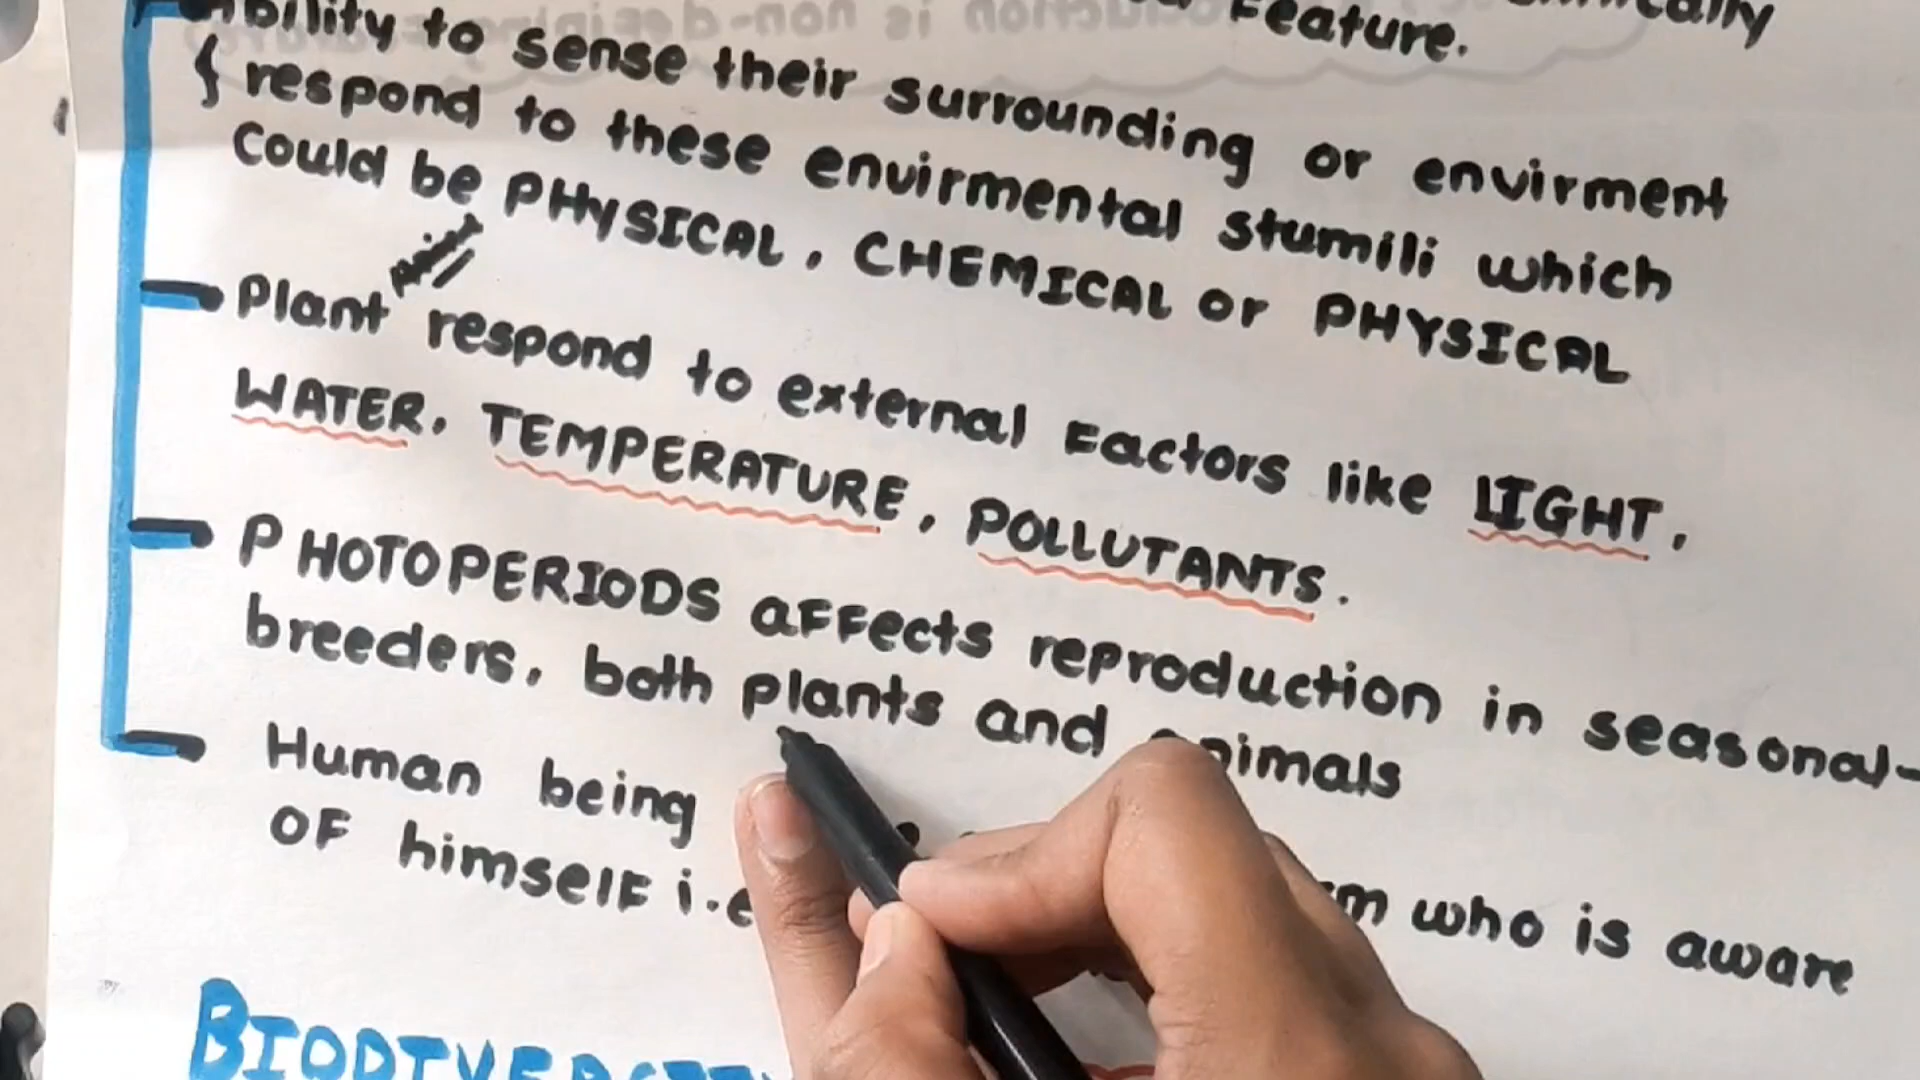 Feature.
ability to sense their surrounding or envirment
{ respond to these envirmental stumili which
could be PHYSICAL, CHEMICAL or PHYSICAL
Plant respond to external Factors like LIGHT,
WATER, TEMPERATURE, POLLUTANTS.
PHOTOPERIODS aFFects reproduction in seasonal-
breeders, both plants and animals
Human being who is aware
OF himselF i.e
BIODIVERSITY